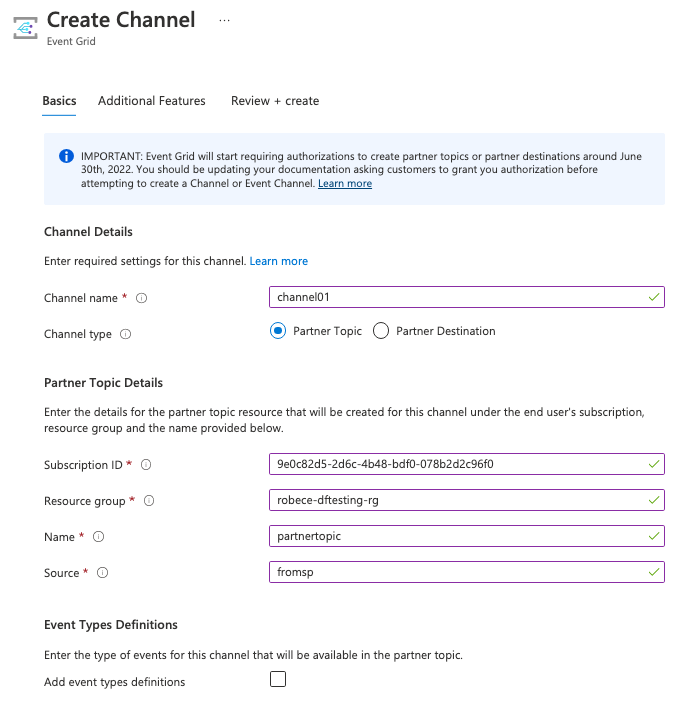 Create Channel ...
Event Grid
Basics Additional Features Review + create
IMPORTANT: Event Grid will start requiring authorizations to create partner topics or partner destinations around June
30th, 2022. You should be updating your documentation asking customers to grant you authorization before
attempting to create a Channel or Event Channel. Learn more
Channel Details
Enter required settings for this channel. Learn more
Channel name * channel01
Channel type Partner Topic Partner Destination
Partner Topic Details
Enter the details for the partner topic resource that will be created for this channel under the end user's subscription,
resource group and the name provided below.
Subscription ID * 9e0c82d5-2d6c-4b48-bdf0-078b2d2c96f0
Resource group * robece-dftesting-rg
Name * partnertopic
Source * fromsp
Event Types Definitions
Enter the type of events for this channel that will be available in the partner topic.
Add event types definitions